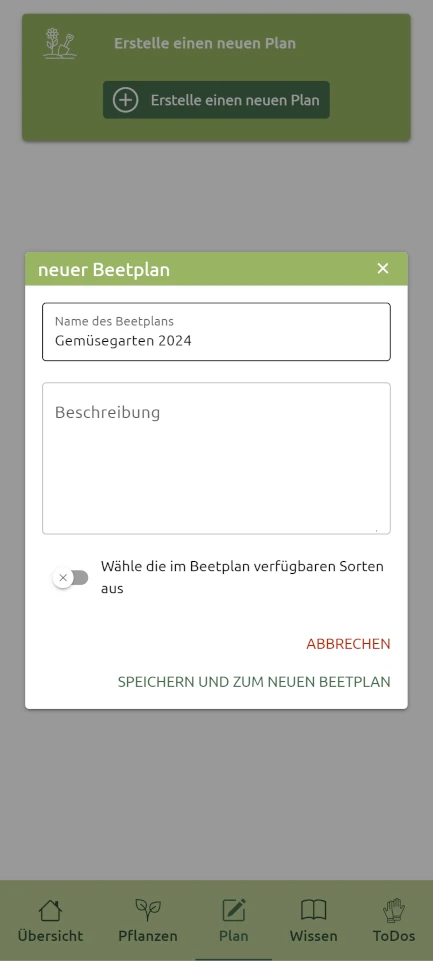 Erstelle einen neuen Plan
Erstelle einen neuen Plan
neuer Beetplan
Name des Beetplans
Gemüsegarten 2024
Beschreibung
Wähle die im Beetplan verfügbaren Sorten
aus
ABBRECHEN
SPEICHERN UND ZUM NEUEN BEETPLAN
Übersicht Pflanzen Plan Wissen ToDos